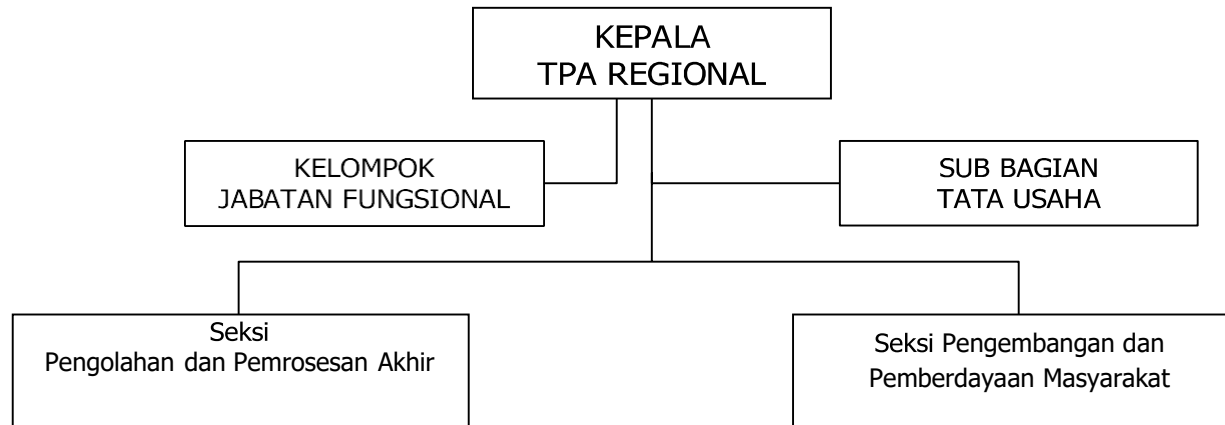 KEPALA
TPA REGIONAL
KELOMPOK
JABATAN FUNGSIONAL
SUB BAGIAN
TATA USAHA
Seksi
Pengolahan dan Pemrosesan Akhir
Seksi Pengembangan dan
Pemberdayaan Masyarakat